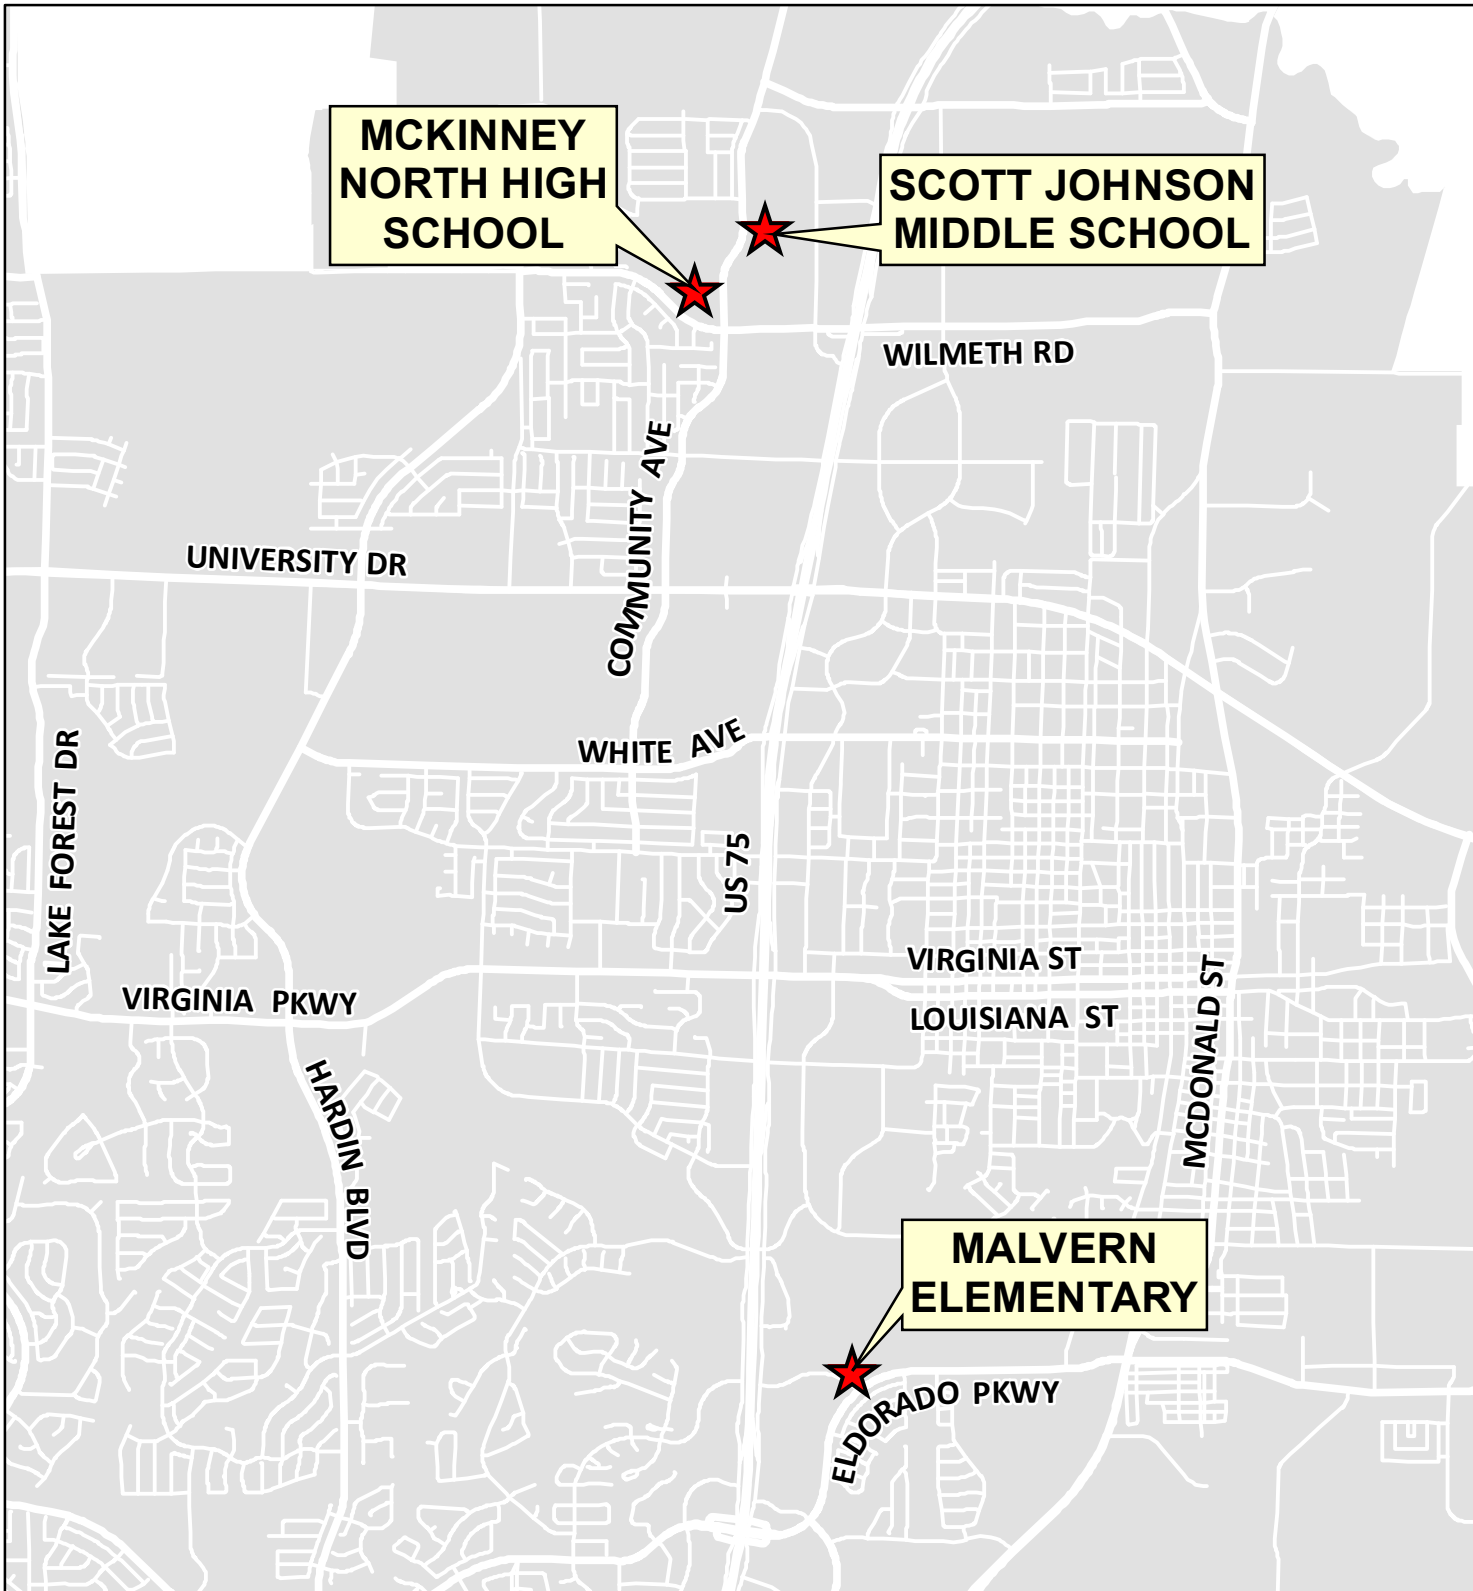 MCKINNEY
NORTH HIGH
SCHOOL
SCOTT JOHNSON
MIDDLE SCHOOL
WILMETH RD
COMMUNITY AVE
UNIVERSITY DR
WHITE AVE
LAKE FOREST DR
US 75
VIRGINIA ST
VIRGINIA PKWY
LOUISIANA ST
MCDONALD ST
HARDIN BLVD
MALVERN
ELEMENTARY
ELDORADO PKWY